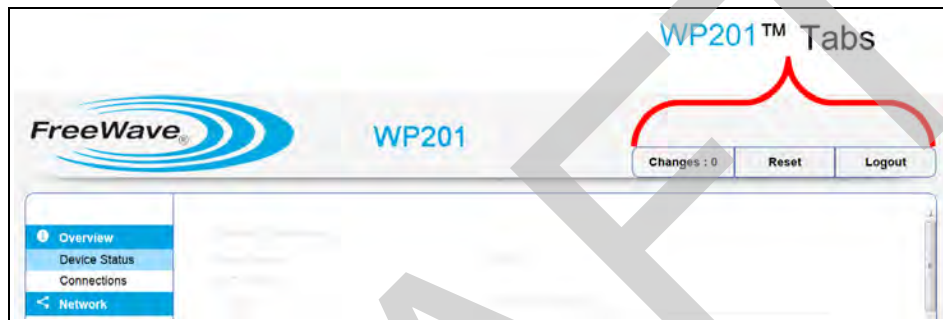 WP201™ Tabs
FreeWave®
WP201
Changes : 0 Reset Logout
Overview
Device Status
Connections
Network